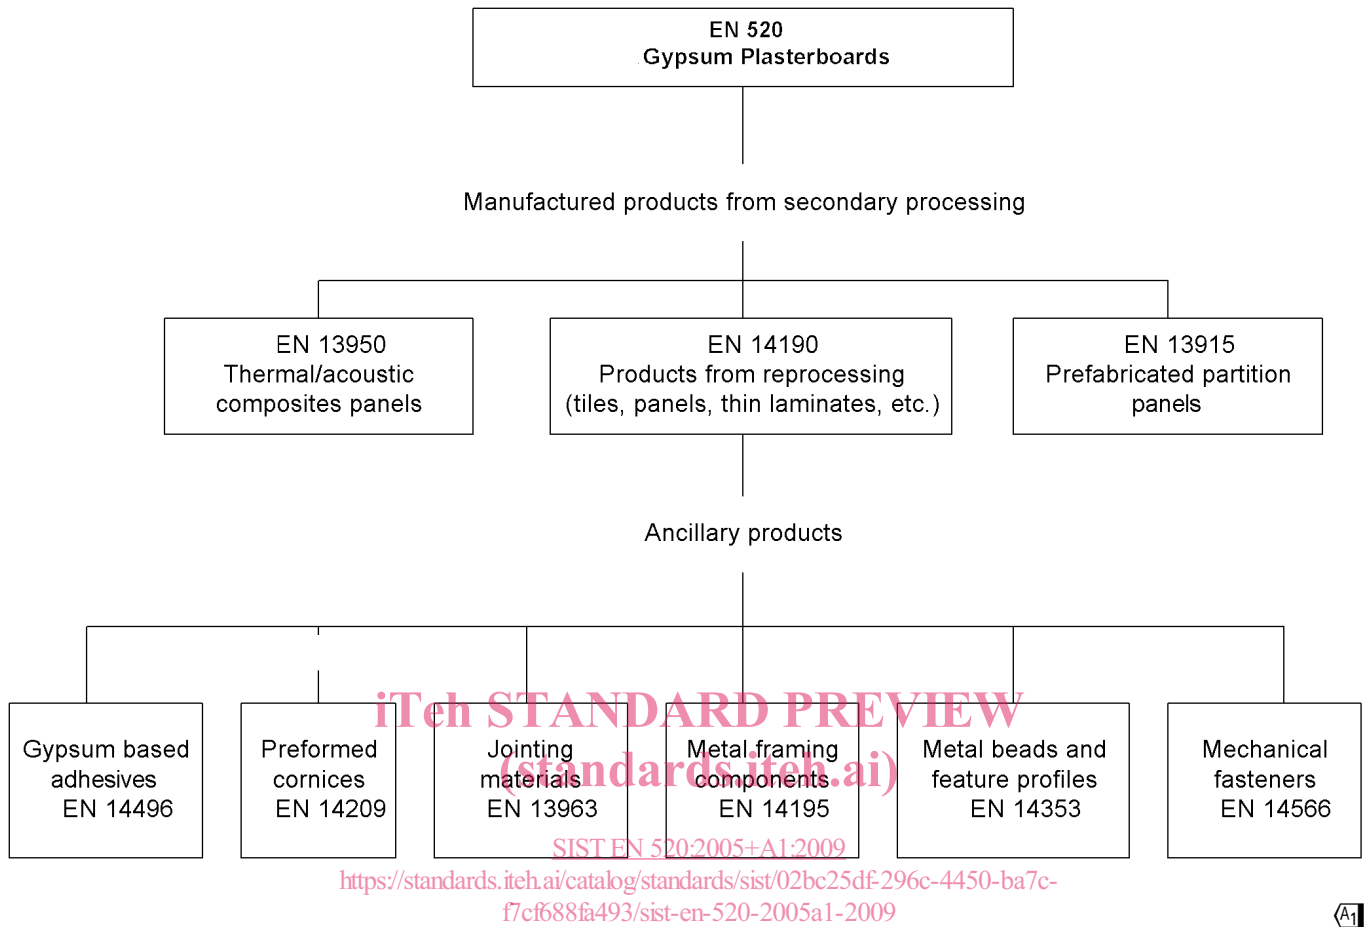 EN 520
Gypsum Plasterboards
Manufactured products from secondary processing
EN 13950
Thermal/acoustic
composites panels
EN 14190
Products from reprocessing
(tiles, panels, thin laminates, etc.)
EN 13915
Prefabricated partition
panels
Ancillary products
Gypsum based
adhesives
EN 14496
Preformed
cornices
EN 14209
Jointing
materials
EN 13963
Metal framing
components
EN 14195
Metal beads and
feature profiles
EN 14353
Mechanical
fasteners
EN 14566
iTeh STANDARD PREVIEW
(standards.iteh.ai)
SIST EN 520:2005+A1:2009
https://standards.iteh.ai/catalog/standards/sist/02bc25df-296c-4450-ba7c-
f7cf688fa493/sist-en-520-2005a1-2009
A1